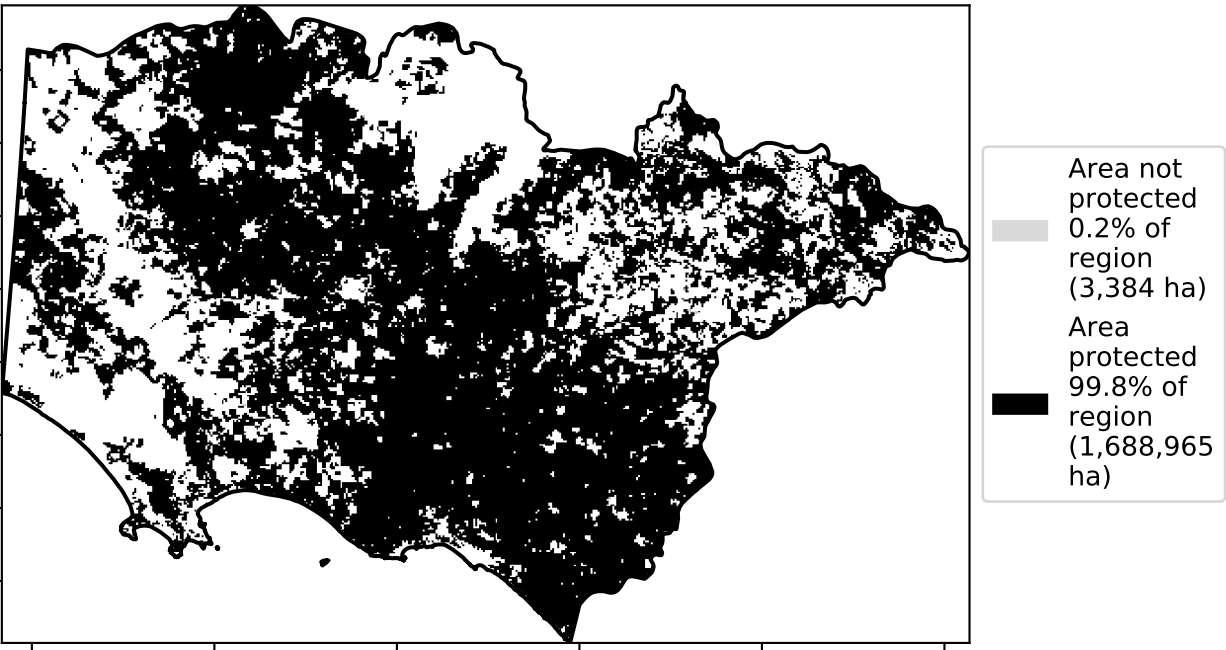 Area not
protected
0.2% of
region
(3,384 ha)
Area
protected
99.8% of
region
(1,688,965
ha)